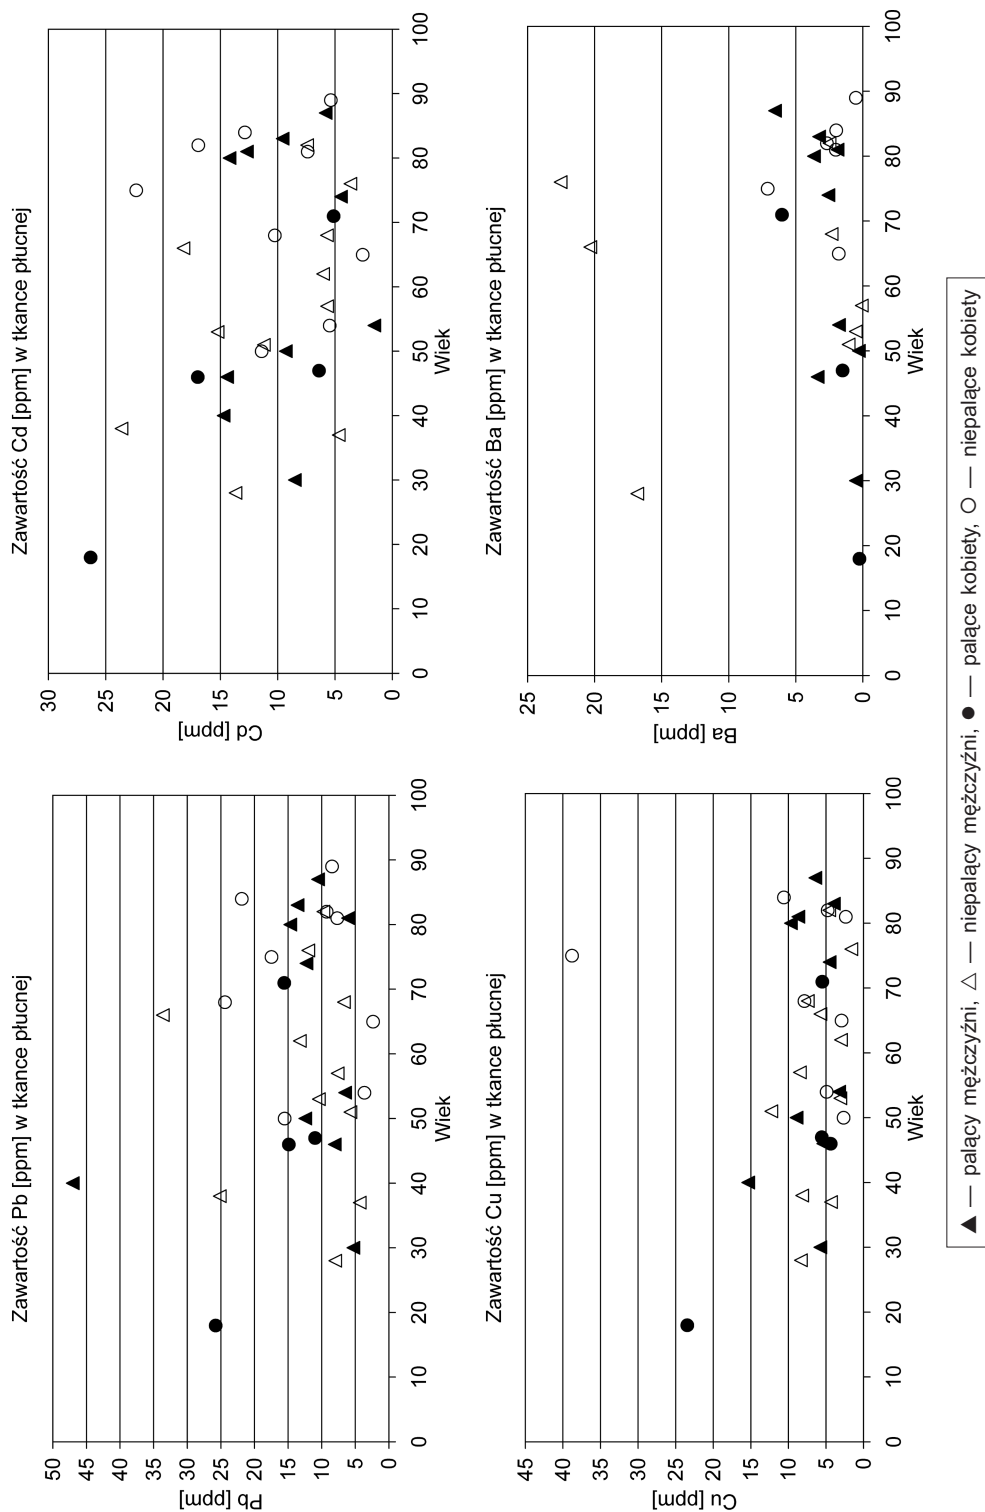 Zawartość Pb [ppm] w tkance płucnej
Pb [ppm]
50
45
40
35
30
25
20
15
10
5
0
0 10 20 30 40 50 60 70 80 90 100
Wiek
Zawartość Cd [ppm] w tkance płucnej
Cd [ppm]
30
25
20
15
10
5
0
0 10 20 30 40 50 60 70 80 90 100
Wiek
Zawartość Cu [ppm] w tkance płucnej
Cu [ppm]
45
40
35
30
25
20
15
10
5
0
0 10 20 30 40 50 60 70 80 90 100
Wiek
Zawartość Ba [ppm] w tkance płucnej
Ba [ppm]
25
20
15
10
5
0
0 10 20 30 40 50 60 70 80 90 100
Wiek
▲ — palący mężczyźni, △ — niepalący mężczyźni, ● — palące kobiety, ○ — niepalące kobiety